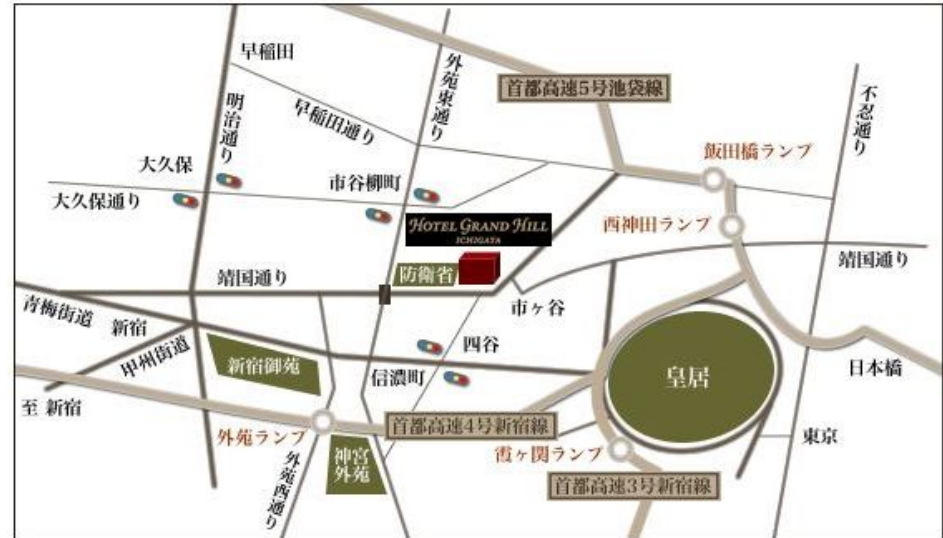 早稲田
外苑東通り
首都高速5号池袋線
不忍通り
明治通り
早稲田通り
飯田橋ランプ
大久保
市谷柳町
大久保通り
HOTEL GRAND HILL
ICHIGAYA
西神田ランプ
靖国通り
防衛省
靖国通り
市ヶ谷
青梅街道
新宿
甲州街道
四谷
新宿御苑
信濃町
皇居
日本橋
至 新宿
外苑ランプ
首都高速4号新宿線
東京
神宮
外苑
霞ヶ関ランプ
外苑西通り
首都高速3号新宿線